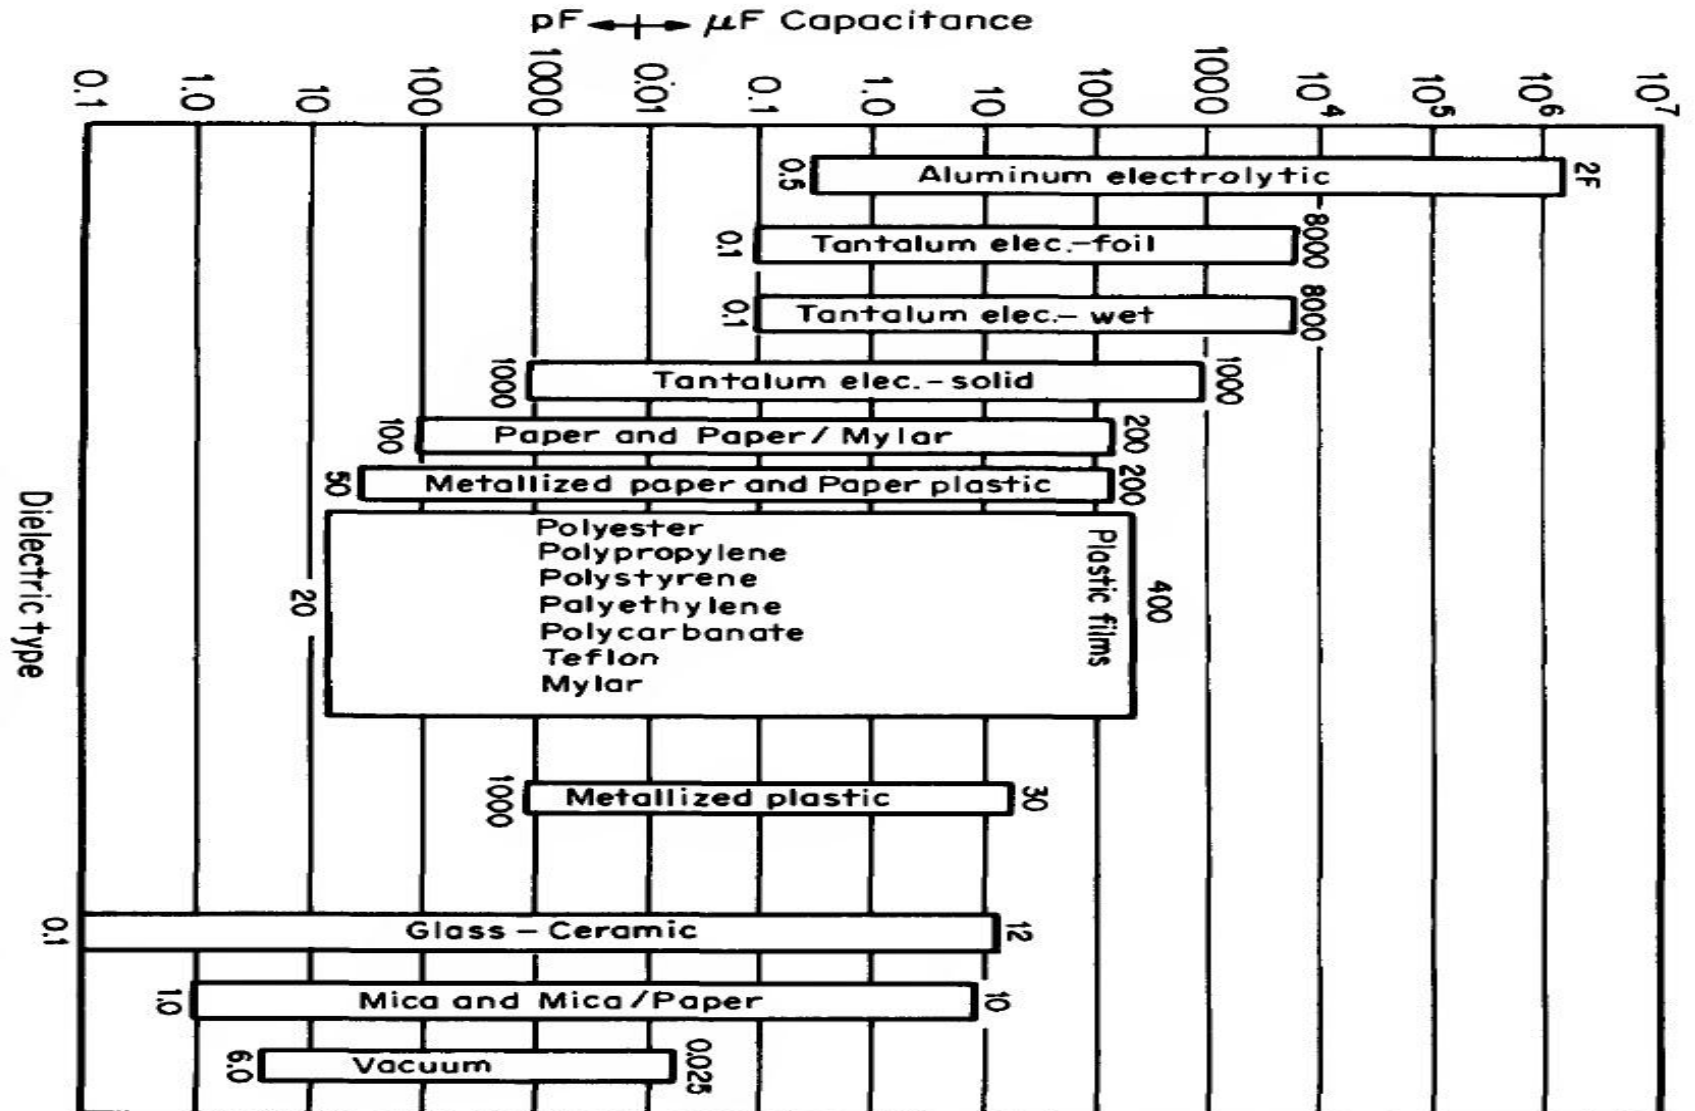 pF ←|→ μF Capacitance
0.1 1.0 10 100 1000 0.01 0.1 1.0 10 100 1000 10⁴ 10⁵ 10⁶ 10⁷
0.5 Aluminum electrolytic 2F
0.1 Tantalum elec.-foil 8000
0.1 Tantalum elec.- wet 8000
1000 Tantalum elec.-solid 1000
100 Paper and Paper/Mylar 200
50 Metallized paper and Paper plastic 200
Polyester
Polypropylene
Polystyrene
Palyethylene
Polycarbanate
Teflon
Mylar
Plastic films
20
400
1000 Metallized plastic 30
0.1 Glass-Ceramic 12
1.0 Mica and Mica/Paper 10
6.0 Vacuum 0.025
Dielectric type